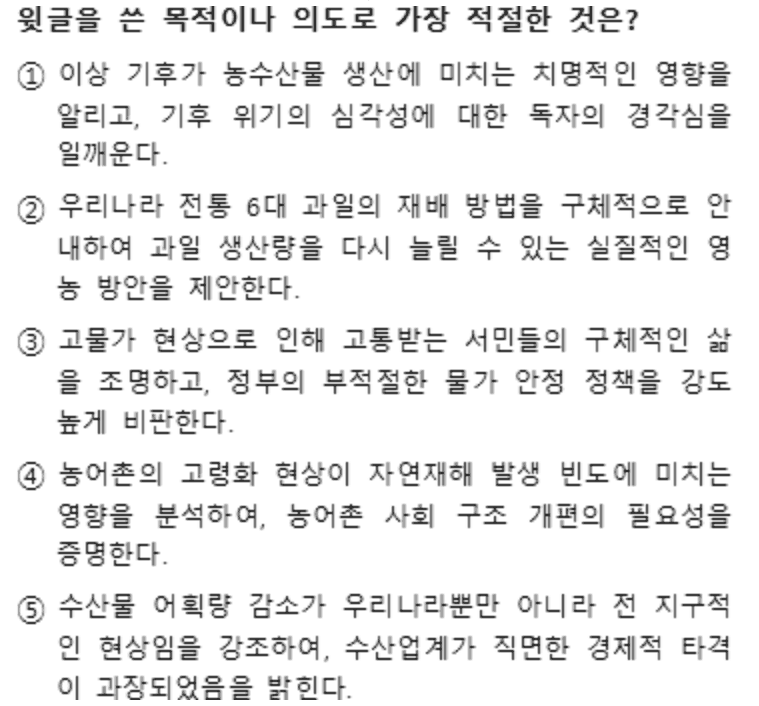 윗글을 쓴 목적이나 의도로 가장 적절한 것은?
① 이상 기후가 농수산물 생산에 미치는 치명적인 영향을
알리고, 기후 위기의 심각성에 대한 독자의 경각심을
일깨운다.
② 우리나라 전통 6대 과일의 재배 방법을 구체적으로 안
내하여 과일 생산량을 다시 늘릴 수 있는 실질적인 영
농 방안을 제안한다.
③ 고물가 현상으로 인해 고통받는 서민들의 구체적인 삶
을 조명하고, 정부의 부적절한 물가 안정 정책을 강도
높게 비판한다.
④ 농어촌의 고령화 현상이 자연재해 발생 빈도에 미치는
영향을 분석하여, 농어촌 사회 구조 개편의 필요성을
증명한다.
⑤ 수산물 어획량 감소가 우리나라뿐만 아니라 전 지구적
인 현상임을 강조하여, 수산업계가 직면한 경제적 타격
이 과장되었음을 밝힌다.